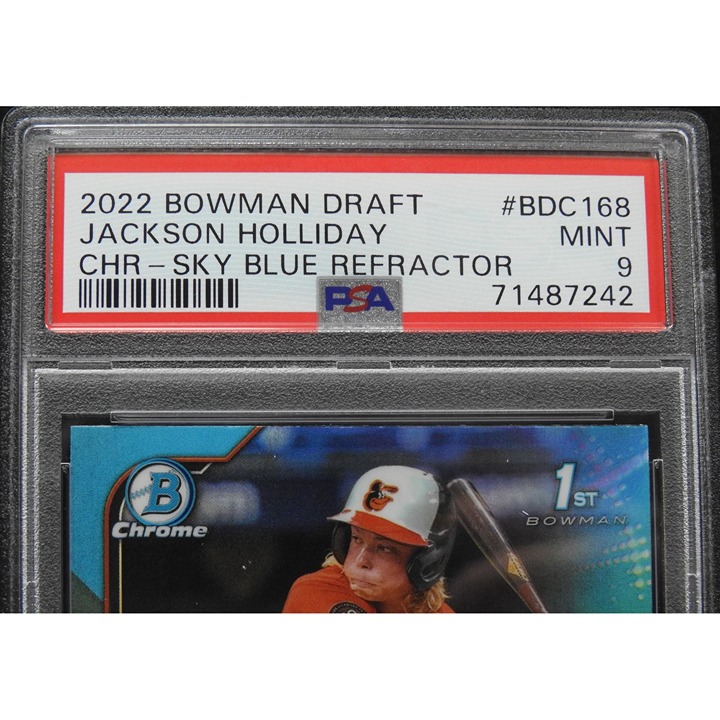 2022 BOWMAN DRAFT #BDC168
JACKSON HOLLIDAY MINT
CHR-SKY BLUE REFRACTOR 9
PSA 71487242
B
Chrome
1ST
BOWMAN